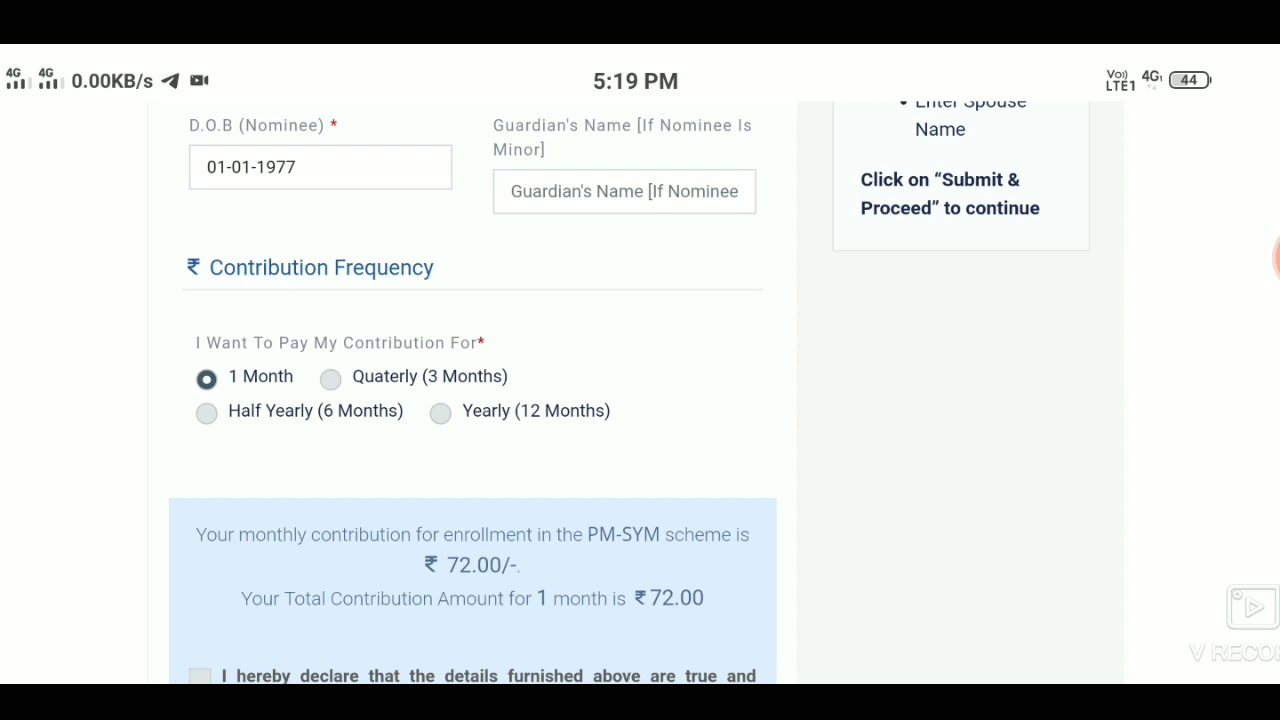 4G 4G 0.00KB/s 5:19 PM Vo) LTE1 4G 44
D.O.B (Nominee) *
01-01-1977
Guardian's Name [If Nominee Is
Minor]
Guardian's Name [If Nominee
• Enter Spouse
Name
Click on “Submit &
Proceed” to continue
₹ Contribution Frequency
I Want To Pay My Contribution For*
1 Month Quaterly (3 Months)
Half Yearly (6 Months) Yearly (12 Months)
Your monthly contribution for enrollment in the PM-SYM scheme is
₹ 72.00/-.
Your Total Contribution Amount for 1 month is ₹72.00
I hereby declare that the details furnished above are true and
V RECO